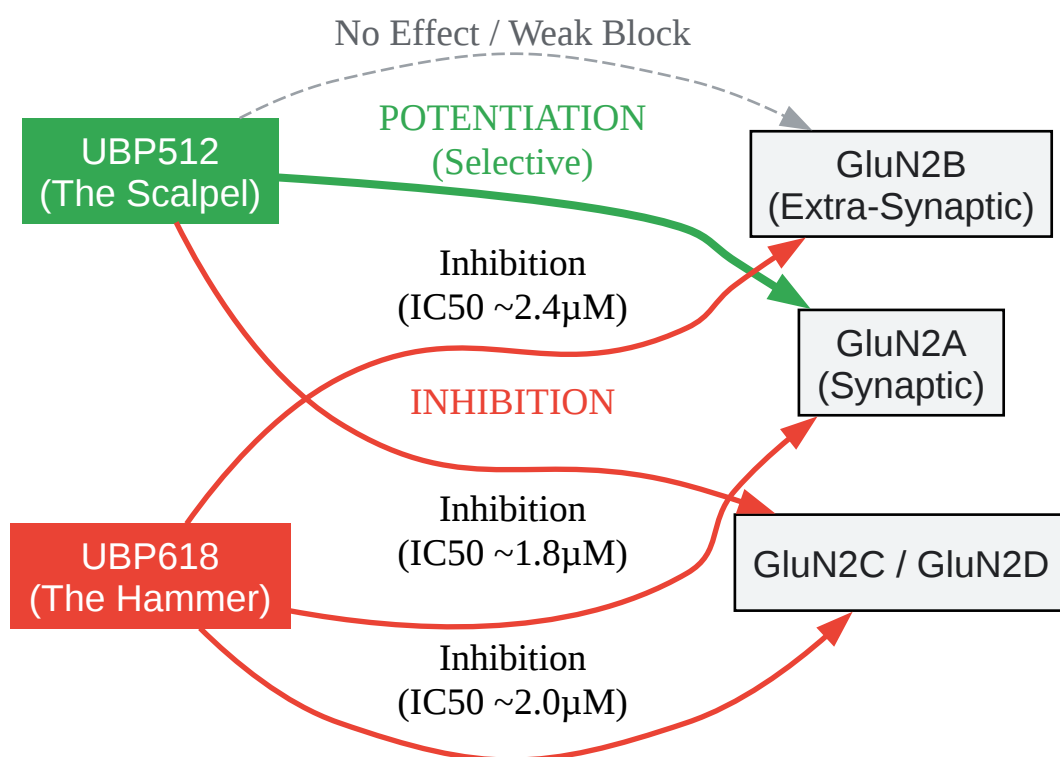 No Effect / Weak Block
POTENTIATION
(Selective)
UBP512
(The Scalpel)
GluN2B
(Extra-Synaptic)
Inhibition
(IC50 ~2.4µM)
GluN2A
(Synaptic)
INHIBITION
Inhibition
(IC50 ~1.8µM)
UBP618
(The Hammer)
GluN2C / GluN2D
Inhibition
(IC50 ~2.0µM)